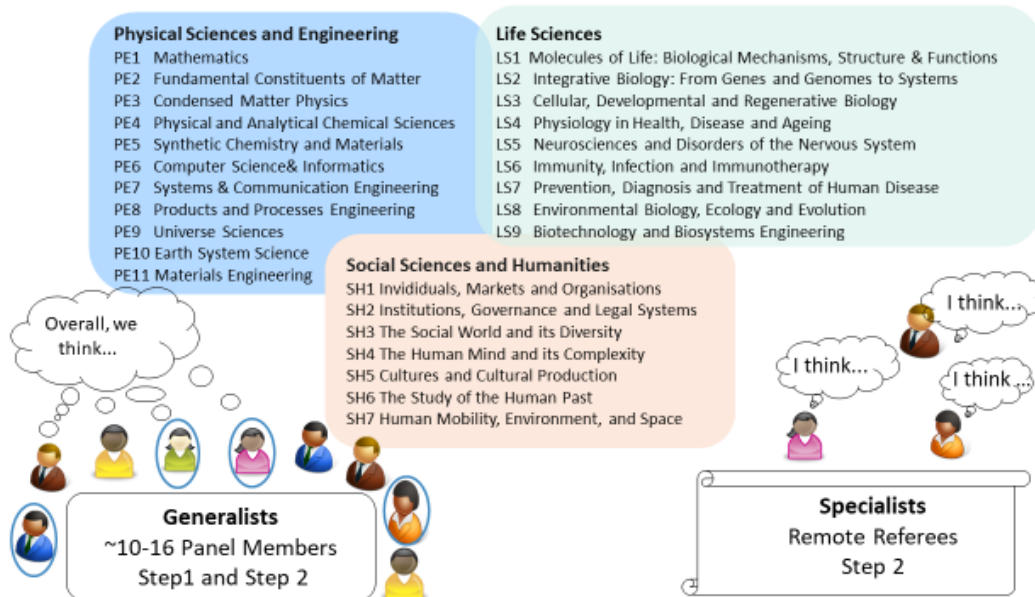 Physical Sciences and Engineering
PE1 Mathematics
PE2 Fundamental Constituents of Matter
PE3 Condensed Matter Physics
PE4 Physical and Analytical Chemical Sciences
PE5 Synthetic Chemistry and Materials
PE6 Computer Science& Informatics
PE7 Systems & Communication Engineering
PE8 Products and Processes Engineering
PE9 Universe Sciences
PE10 Earth System Science
PE11 Materials Engineering
Life Sciences
LS1 Molecules of Life: Biological Mechanisms, Structure & Functions
LS2 Integrative Biology: From Genes and Genomes to Systems
LS3 Cellular, Developmental and Regenerative Biology
LS4 Physiology in Health, Disease and Ageing
LS5 Neurosciences and Disorders of the Nervous System
LS6 Immunity, Infection and Immunotherapy
LS7 Prevention, Diagnosis and Treatment of Human Disease
LS8 Environmental Biology, Ecology and Evolution
LS9 Biotechnology and Biosystems Engineering
Social Sciences and Humanities
SH1 Invididuals, Markets and Organisations
SH2 Institutions, Governance and Legal Systems
SH3 The Social World and its Diversity
SH4 The Human Mind and its Complexity
SH5 Cultures and Cultural Production
SH6 The Study of the Human Past
SH7 Human Mobility, Environment, and Space
Overall, we
think...
I think...
I think...
I think ...
Generalists
~10-16 Panel Members
Step1 and Step 2
Specialists
Remote Referees
Step 2